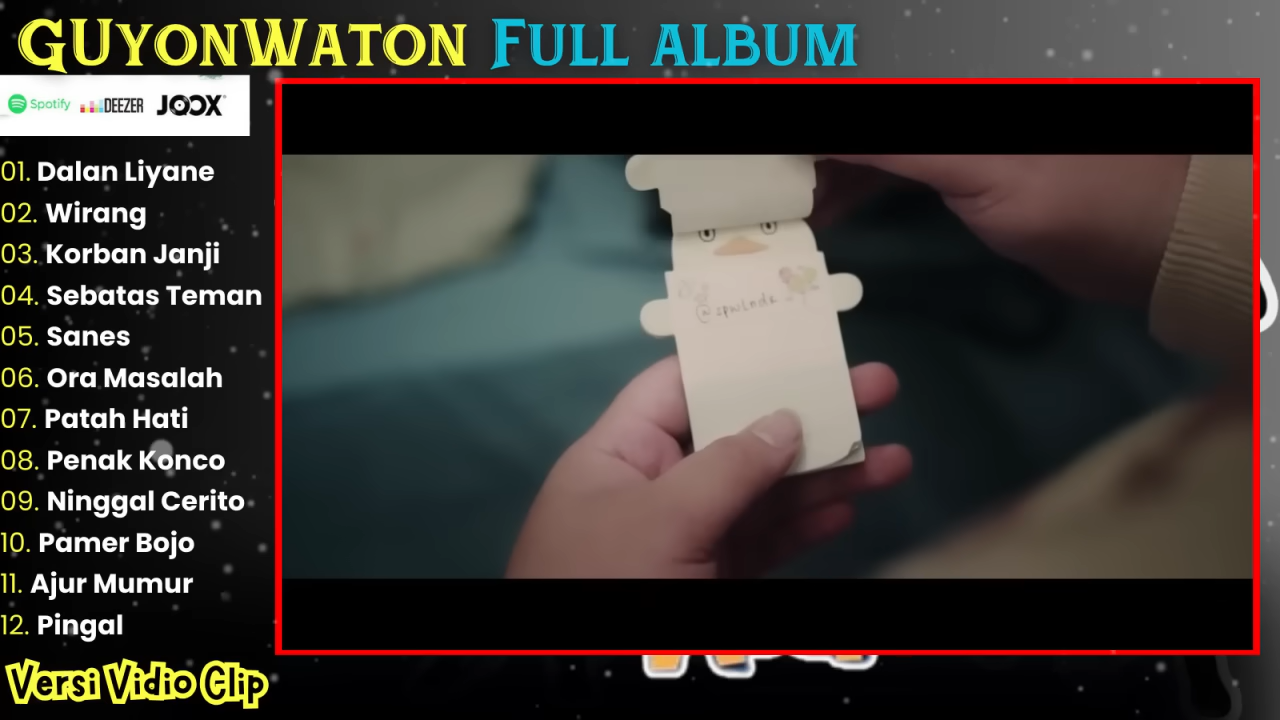 GUYONWATON FULL ALBUM
Spotify DEEZER JOOX
01. Dalan Liyane
02. Wirang
03. Korban Janji
04. Sebatas Teman
05. Sanes
06. Ora Masalah
07. Patah Hati
08. Penak Konco
09. Ninggal Cerito
10. Pamer Bojo
11. Ajur Mumur
12. Pingal
Versi Vidio Clip